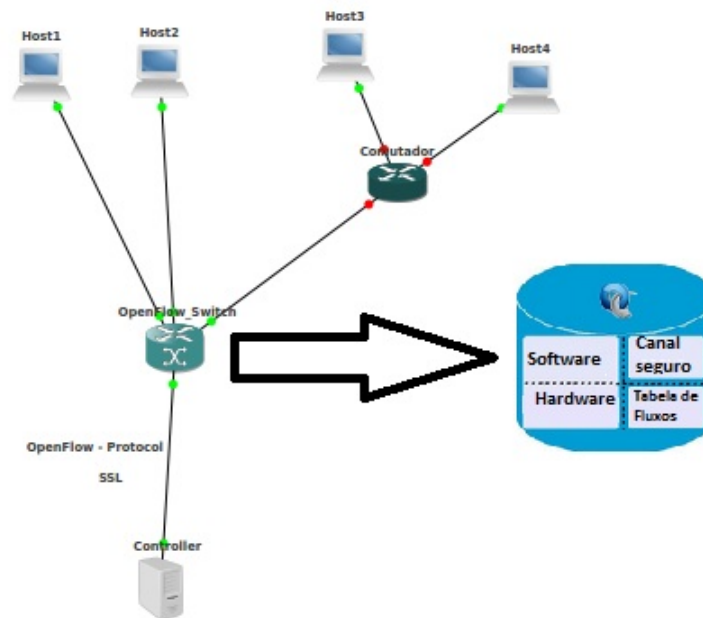 Host1
Host2
Host3
Host4
Comutador
OpenFlow_Switch
Software
Canal
seguro
Hardware
Tabela de
Fluxos
OpenFlow - Protocol
SSL
Controller